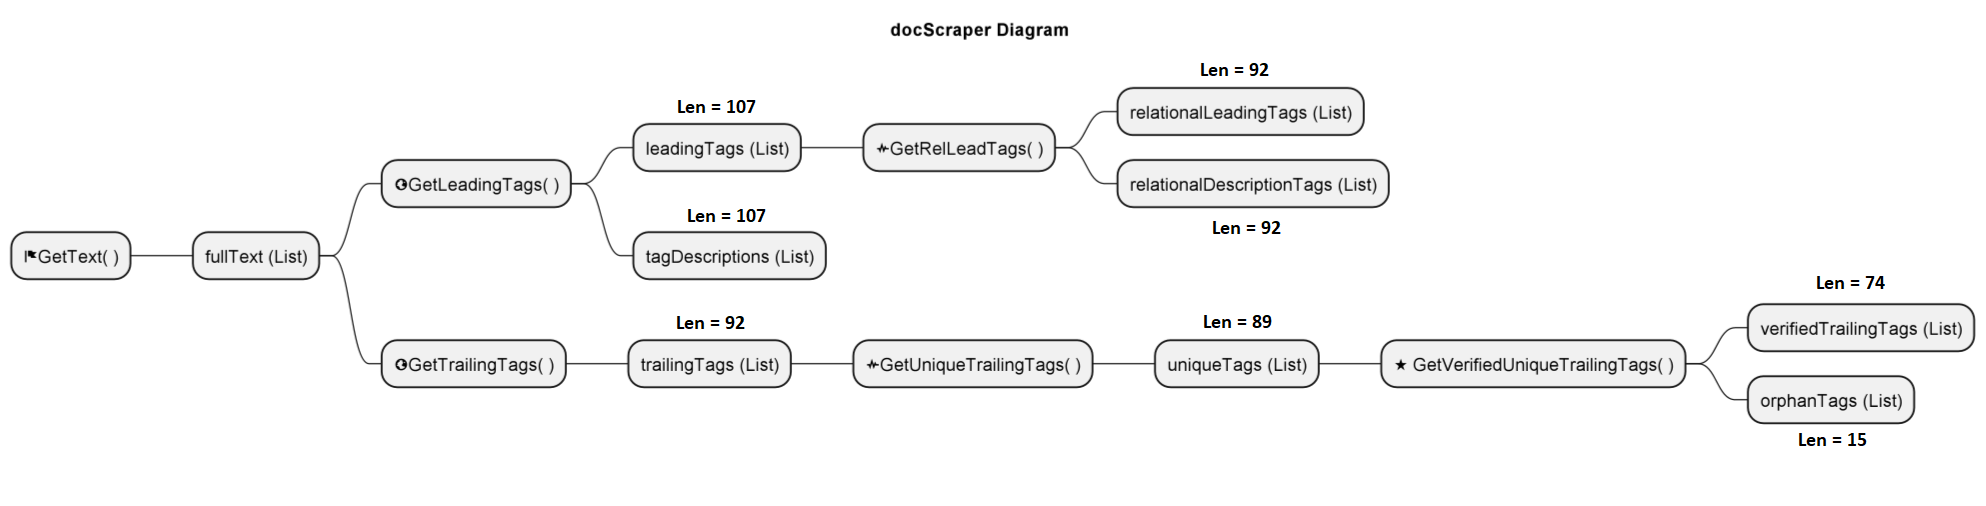 docScraper Diagram
Len = 92
relationalLeadingTags (List)
Len = 107
leadingTags (List)
GetRelLeadTags( )
relationalDescriptionTags (List)
Len = 92
GetLeadingTags( )
Len = 107
tagDescriptions (List)
GetText( )
fullText (List)
Len = 92
GetTrailingTags( )
trailingTags (List)
GetUniqueTrailingTags( )
Len = 89
uniqueTags (List)
GetVerifiedUniqueTrailingTags( )
Len = 74
verifiedTrailingTags (List)
orphanTags (List)
Len = 15